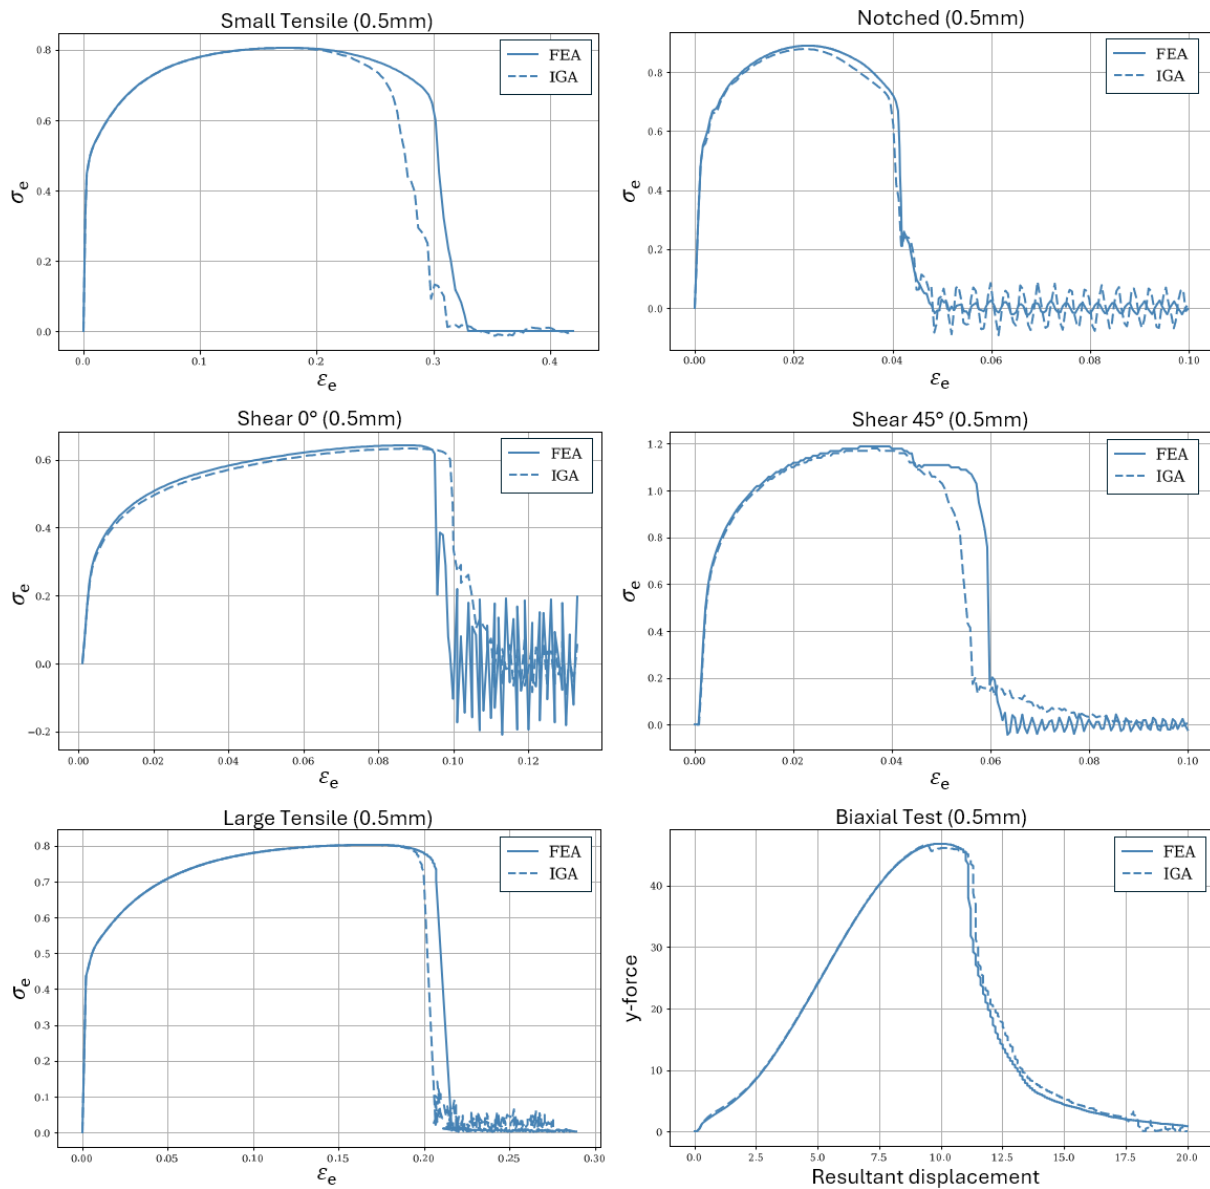 Small Tensile (0.5mm)
FEA
IGA
0.8
0.6
0.4
0.2
0.0
σe
0.0 0.1 0.2 0.3 0.4
εe
Notched (0.5mm)
FEA
IGA
0.8
0.6
0.4
0.2
0.0
σe
0.00 0.02 0.04 0.06 0.08 0.10
εe
Shear 0° (0.5mm)
FEA
IGA
0.6
0.4
0.2
0.0
−0.2
σe
0.00 0.02 0.04 0.06 0.08 0.10 0.12
εe
Shear 45° (0.5mm)
FEA
IGA
1.2
1.0
0.8
0.6
0.4
0.2
0.0
σe
0.00 0.02 0.04 0.06 0.08 0.10
εe
Large Tensile (0.5mm)
FEA
IGA
0.8
0.7
0.6
0.5
0.4
0.3
0.2
0.1
0.0
σe
0.00 0.05 0.10 0.15 0.20 0.25 0.30
εe
Biaxial Test (0.5mm)
FEA
IGA
40
30
20
10
0
y-force
0.0 2.5 5.0 7.5 10.0 12.5 15.0 17.5 20.0
Resultant displacement